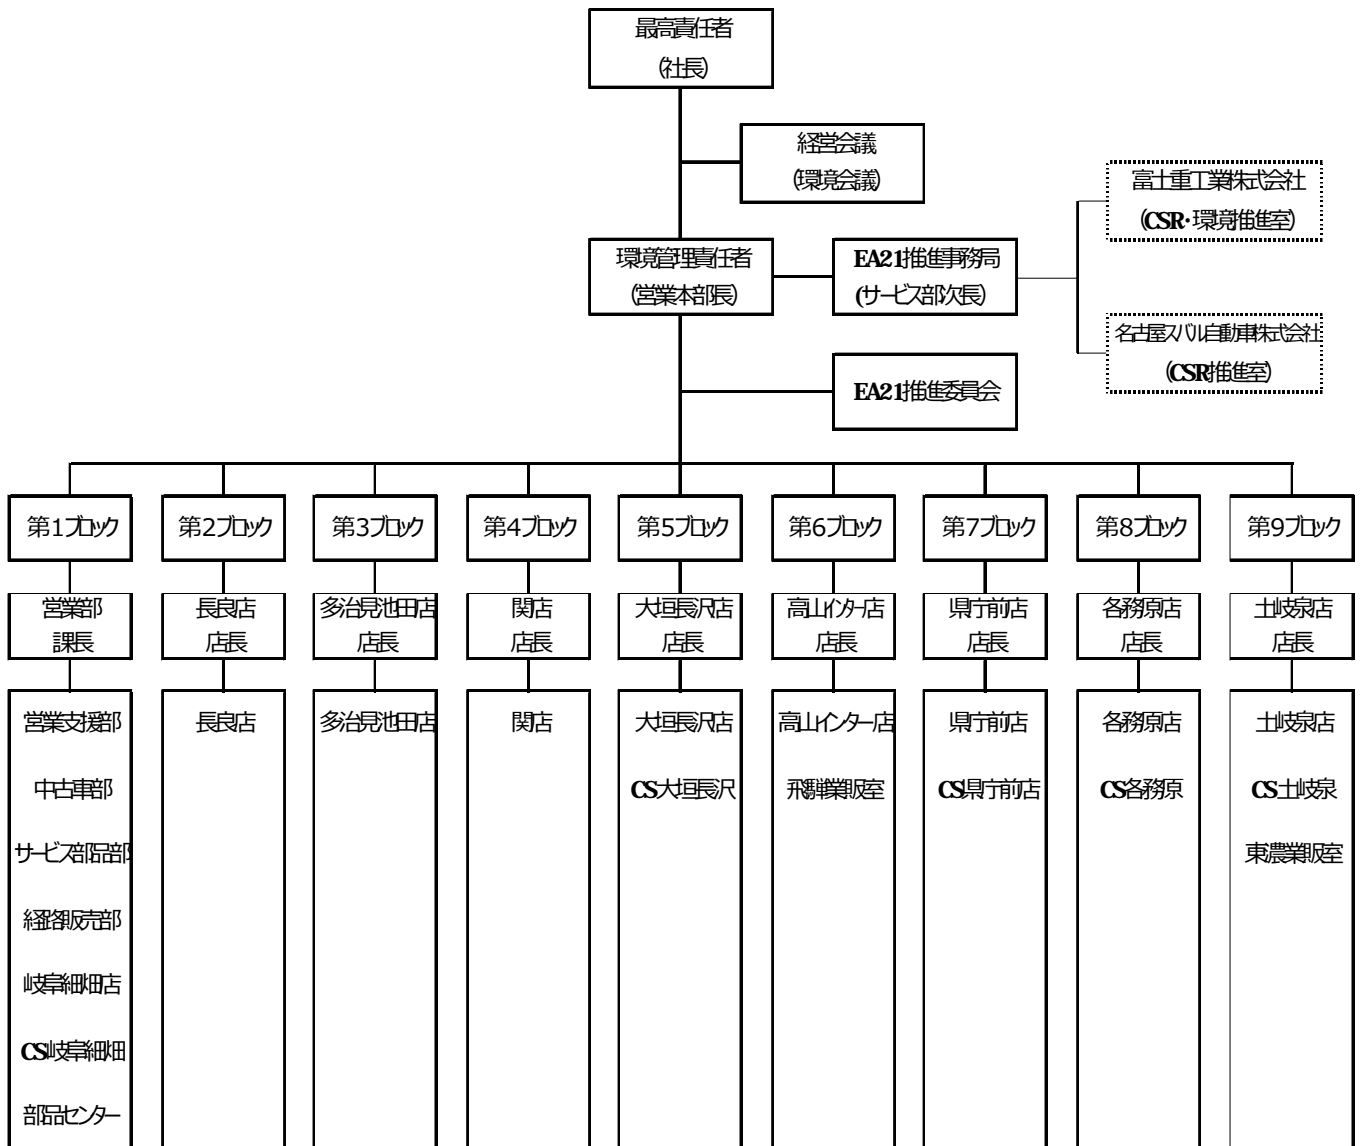 最高責任者
(社長)
経営会議
(環境会議)
富士重工業株式会社
(CSR・環境推進室)
環境管理責任者
(営業本部長)
EA21推進事務局
(サービス部次長)
名古屋スバル自動車株式会社
(CSR推進室)
EA21推進委員会
第1ブロック
第2ブロック
第3ブロック
第4ブロック
第5ブロック
第6ブロック
第7ブロック
第8ブロック
第9ブロック
営業部
課長
長良店
店長
多治見池田店
店長
関店
店長
大垣長沢店
店長
高山インター店
店長
県庁前店
店長
各務原店
店長
土岐泉店
店長
営業支援部
中古車部
サービス部品部
経路販売部
岐阜細畑店
CS岐阜細畑
部品センター
長良店
多治見池田店
関店
大垣長沢店
CS大垣長沢
高山インター店
飛騨業販室
県庁前店
CS県庁前店
各務原店
CS各務原
土岐泉店
CS土岐泉
東濃業販室